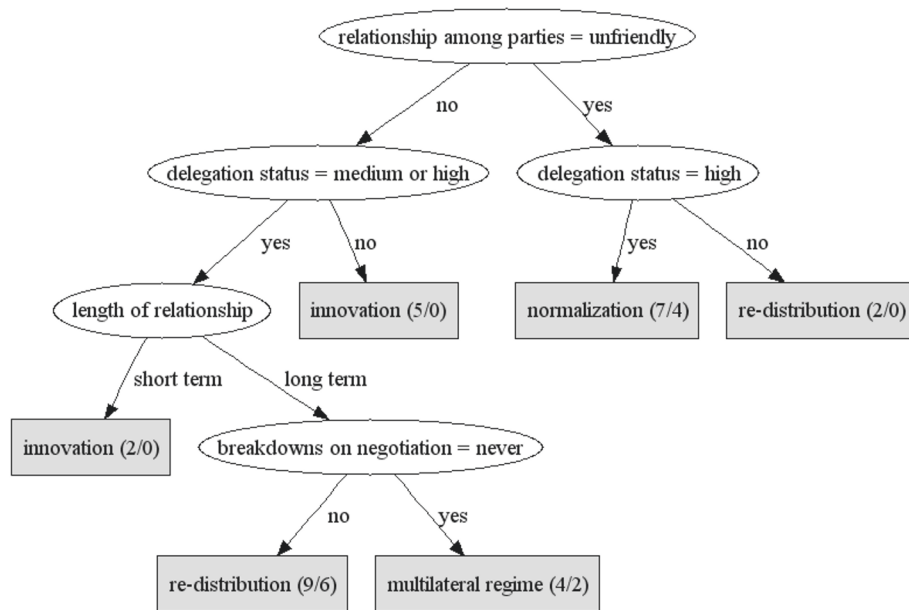 relationship among parties = unfriendly
no
yes
delegation status = medium or high
delegation status = high
yes
no
yes
no
length of relationship
innovation (5/0)
normalization (7/4)
re-distribution (2/0)
short term
long term
innovation (2/0)
breakdowns on negotiation = never
no
yes
re-distribution (9/6)
multilateral regime (4/2)